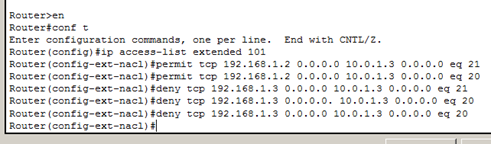 Router>en
Router#conf t
Enter configuration commands, one per line.  End with CNTL/Z.
Router(config)#ip access-list extended 101
Router(config-ext-nacl)#permit tcp 192.168.1.2 0.0.0.0 10.0.1.3 0.0.0.0 eq 21
Router(config-ext-nacl)#permit tcp 192.168.1.2 0.0.0.0 10.0.1.3 0.0.0.0 eq 20
Router(config-ext-nacl)#deny tcp 192.168.1.3 0.0.0.0 10.0.1.3 0.0.0.0 eq 21
Router(config-ext-nacl)#deny tcp 192.168.1.3 0.0.0.0. 10.0.1.3 0.0.0.0 eq 20
Router(config-ext-nacl)#deny tcp 192.168.1.3 0.0.0.0 10.0.1.3 0.0.0.0 eq 20
Router(config-ext-nacl)#